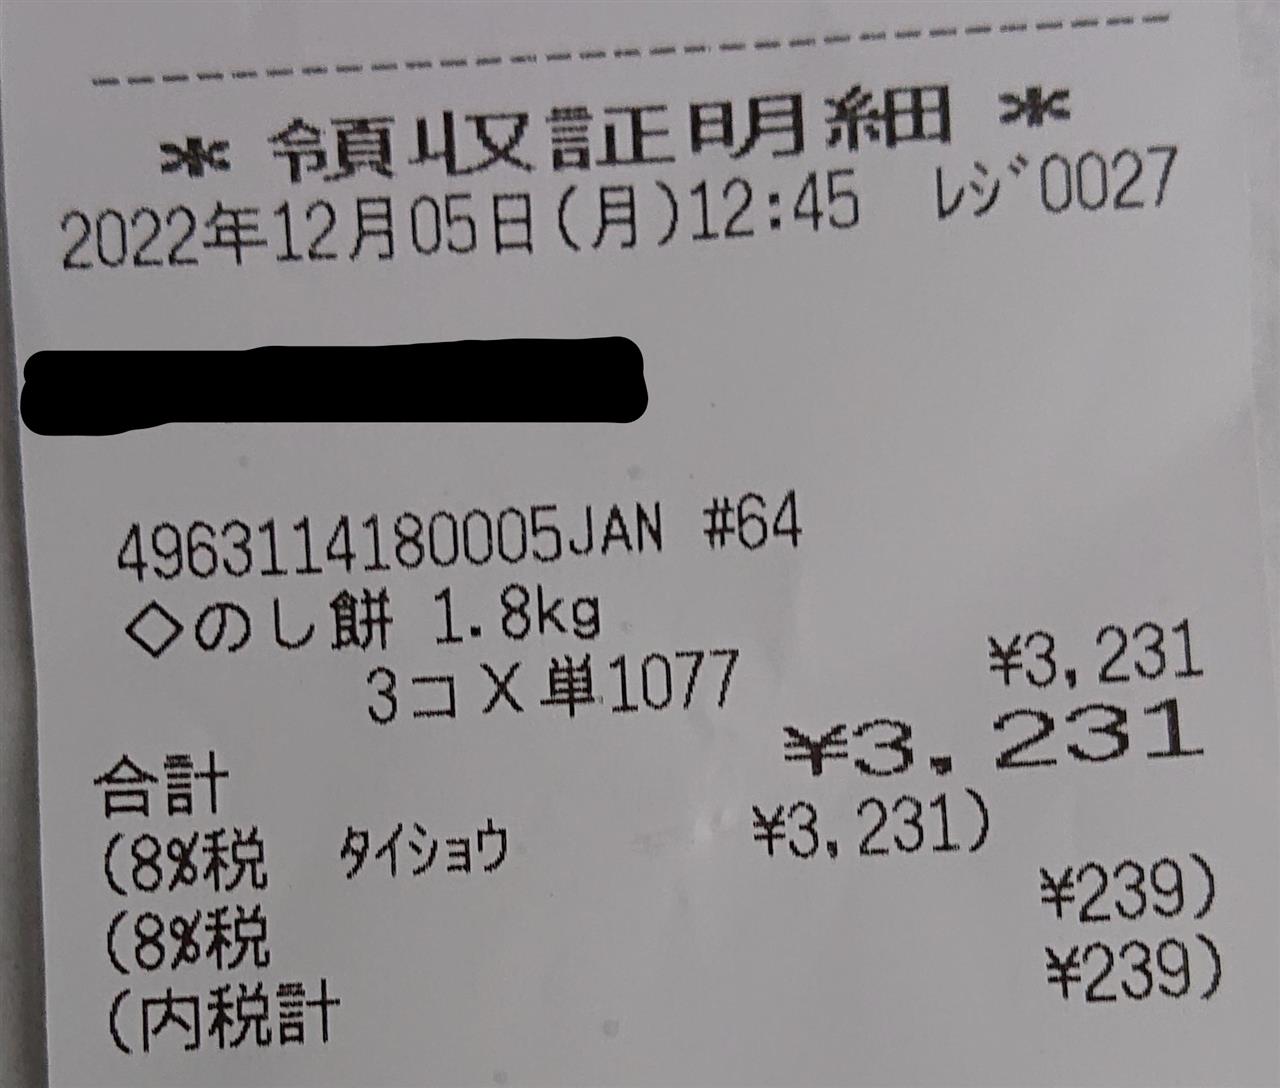 * 領収証明細 *
2022年12月05日(月)12:45 ﾚｼﾞ0027
4963114180005JAN #64
◇のし餅 1.8kg
3コX単1077 ¥3,231
合計 ¥3,231
(8%税 ﾀｲｼｮｳ ¥3,231)
(8%税 ¥239)
(内税計 ¥239)